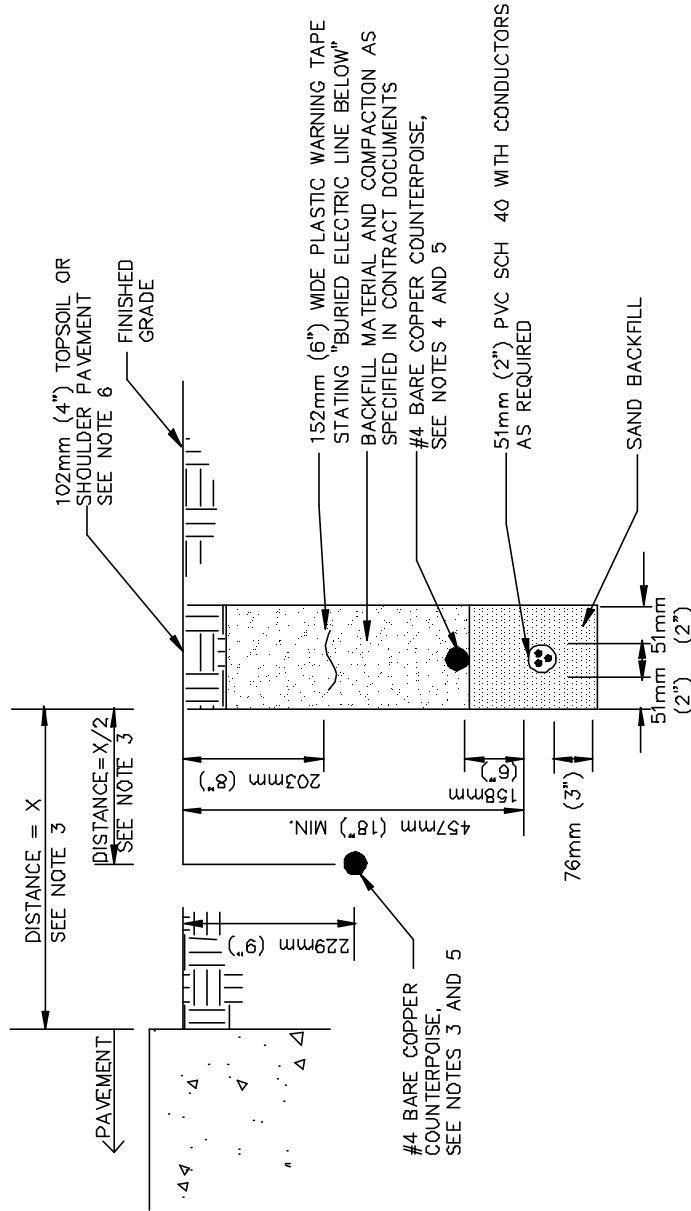 DISTANCE = X
SEE NOTE 3
DISTANCE=X/2
SEE NOTE 3
PAVEMENT
102mm (4") TOPSOIL OR
SHOULDER PAVEMENT
SEE NOTE 6
FINISHED
GRADE
152mm (6") WIDE PLASTIC WARNING TAPE
STATING "BURIED ELECTRIC LINE BELOW"
BACKFILL MATERIAL AND COMPACTION AS
SPECIFIED IN CONTRACT DOCUMENTS
#4 BARE COPPER COUNTERPOISE,
SEE NOTES 4 AND 5
51mm (2") PVC SCH 40 WITH CONDUCTORS
AS REQUIRED
SAND BACKFILL
229mm (9")
203mm (8")
457mm (18") MIN.
158mm
(6")
76mm (3")
51mm
(2")
51mm
(2")
#4 BARE COPPER
COUNTERPOISE,
SEE NOTES 3 AND 5